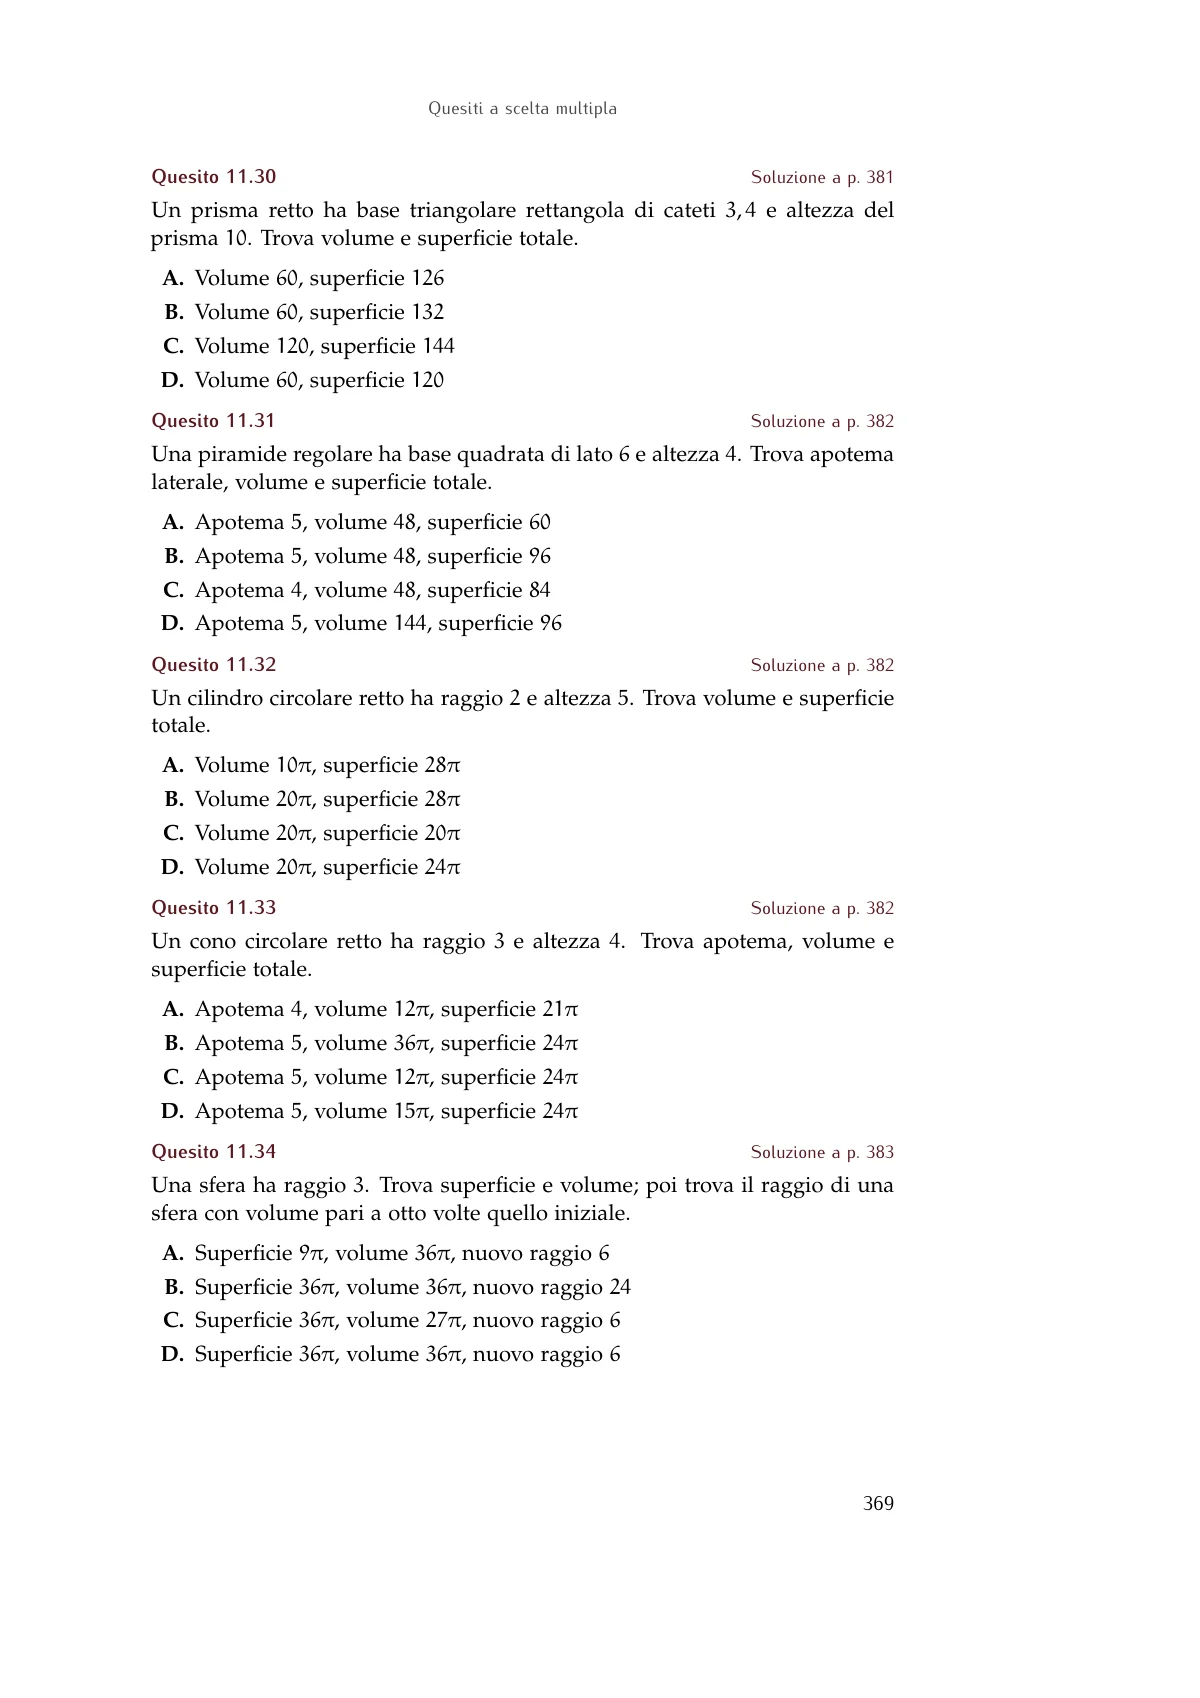 Quesiti a scelta multipla
Quesito 11.30 Soluzione a p. 381
Un prisma retto ha base triangolare rettangola di cateti 3, 4 e altezza del
prisma 10. Trova volume e superficie totale.
A. Volume 60, superficie 126
B. Volume 60, superficie 132
C. Volume 120, superficie 144
D. Volume 60, superficie 120
Quesito 11.31 Soluzione a p. 382
Una piramide regolare ha base quadrata di lato 6 e altezza 4. Trova apotema
laterale, volume e superficie totale.
A. Apotema 5, volume 48, superficie 60
B. Apotema 5, volume 48, superficie 96
C. Apotema 4, volume 48, superficie 84
D. Apotema 5, volume 144, superficie 96
Quesito 11.32 Soluzione a p. 382
Un cilindro circolare retto ha raggio 2 e altezza 5. Trova volume e superficie
totale.
A. Volume 10π, superficie 28π
B. Volume 20π, superficie 28π
C. Volume 20π, superficie 20π
D. Volume 20π, superficie 24π
Quesito 11.33 Soluzione a p. 382
Un cono circolare retto ha raggio 3 e altezza 4. Trova apotema, volume e
superficie totale.
A. Apotema 4, volume 12π, superficie 21π
B. Apotema 5, volume 36π, superficie 24π
C. Apotema 5, volume 12π, superficie 24π
D. Apotema 5, volume 15π, superficie 24π
Quesito 11.34 Soluzione a p. 383
Una sfera ha raggio 3. Trova superficie e volume; poi trova il raggio di una
sfera con volume pari a otto volte quello iniziale.
A. Superficie 9π, volume 36π, nuovo raggio 6
B. Superficie 36π, volume 36π, nuovo raggio 24
C. Superficie 36π, volume 27π, nuovo raggio 6
D. Superficie 36π, volume 36π, nuovo raggio 6
369